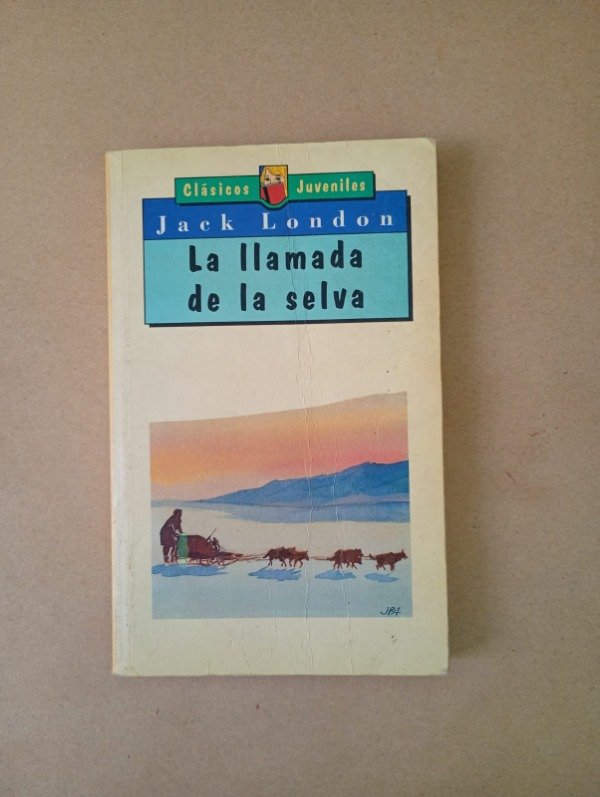 Clásicos Juveniles
Jack London
La llamada
de la selva